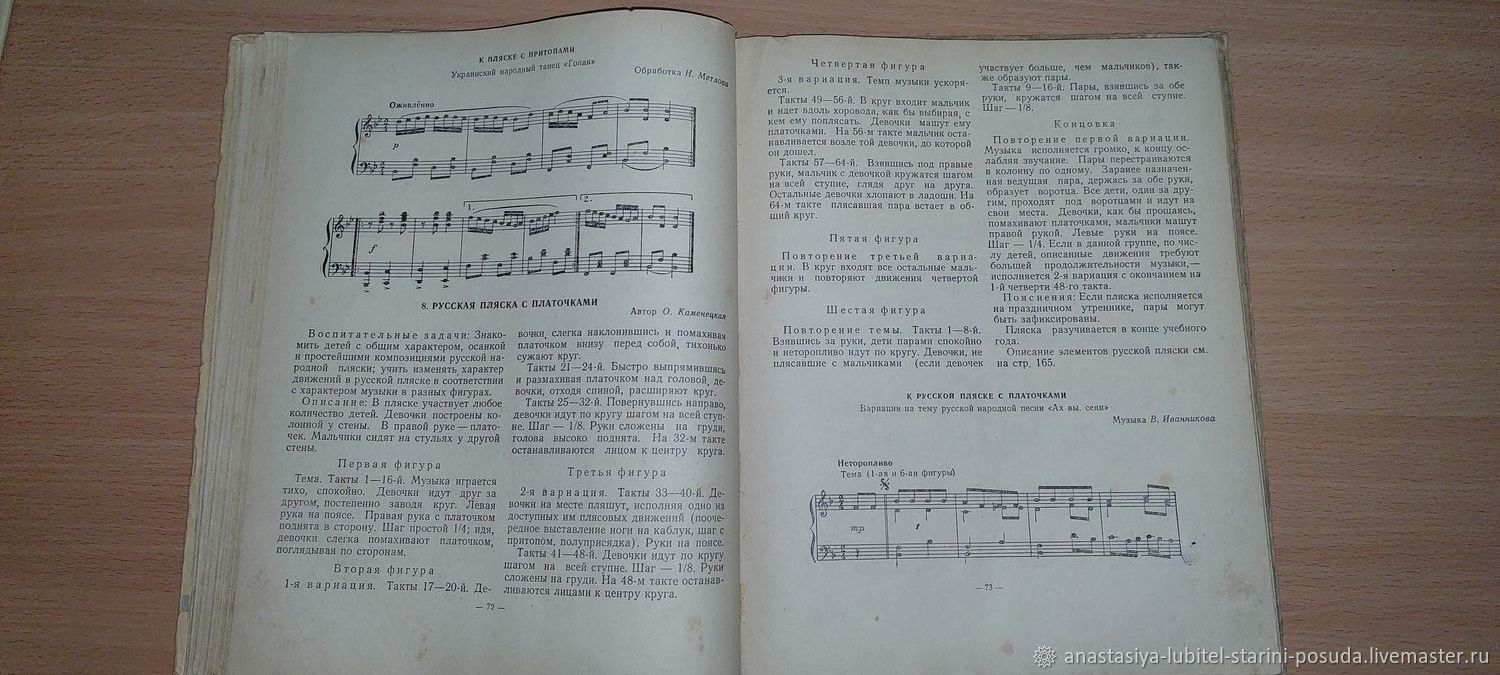 К ПЛЯСКЕ С ПРИТОПАМИ
Украинский народный танец «Гопак»
Обработка Н. Метлова
Оживлённо
p
1.
2.
f
8. РУССКАЯ ПЛЯСКА С ПЛАТОЧКАМИ
Автор О. Каменецкая
Воспитательные задачи: Знако-
мить детей с общим характером, осанкой
и простейшими композициями русской на-
родной пляски; учить изменять характер
движений в русской пляске в соответствии
с характером музыки в разных фигурах.
Описание: В пляске участвует любое
количество детей. Девочки построены ко-
лонной у стены. В правой руке — плато-
чек. Мальчики сидят на стульях у другой
стены.
Первая фигура
Тема. Такты 1—16-й. Музыка играется
тихо, спокойно. Девочки идут друг за
другом, постепенно заводя круг. Левая
рука на поясе. Правая рука с платочком
поднята в сторону. Шаг простой 1/4; идя,
девочки слегка помахивают платочком,
поглядывая по сторонам.
Вторая фигура
1-я вариация. Такты 17—20-й. Де-
вочки, слегка наклонившись и помахивая
платочком внизу перед собой, тихонько
сужают круг.
Такты 21—24-й. Быстро выпрямившись
и размахивая платочком над головой, де-
вочки, отходя спиной, расширяют круг.
Такты 25—32-й. Повернувшись направо,
девочки идут по кругу шагом на всей ступ-
не. Шаг — 1/8. Руки сложены на груди,
голова высоко поднята. На 32-м такте
останавливаются лицом к центру круга.
Третья фигура
2-я вариация. Такты 33—40-й. Де-
вочки на месте пляшут, исполняя одно из
доступных им плясовых движений (пооче-
редное выставление ноги на каблук, шаг с
притопом, полуприсядка). Руки на поясе.
Такты 41—48-й. Девочки идут по кругу
шагом на всей ступне. Шаг — 1/8. Руки
сложены на груди. На 48-м такте останав-
ливаются лицами к центру круга.
— 72 —
Четвертая фигура
3-я вариация. Темп музыки ускоря-
ется.
Такты 49—56-й. В круг входит мальчик
и идет вдоль хоровода, как бы выбирая, с
кем ему поплясать. Девочки машут ему
платочками. На 56-м такте мальчик оста-
навливается возле той девочки, до которой
он дошел.
Такты 57—64-й. Взявшись под правые
руки, мальчик с девочкой кружатся шагом
на всей ступне, глядя друг на друга.
Остальные девочки хлопают в ладоши. На
64-м такте плясавшая пара встает в об-
щий круг.
Пятая фигура
Повторение третьей вариа-
ции. В круг входят все остальные маль-
чики и повторяют движения четвертой
фигуры.
Шестая фигура
Повторение темы. Такты 1—8-й.
Взявшись за руки, дети парами спокойно
и неторопливо идут по кругу. Девочки, не
плясавшие с мальчиками (если девочек
участвует больше, чем мальчиков), так-
же образуют пары.
Такты 9—16-й. Пары, взявшись за обе
руки, кружатся шагом на всей ступне.
Шаг — 1/8.
Концовка
Повторение первой вариации.
Музыка исполняется громко, к концу ос-
лабляя звучание. Пары перестраиваются
в колонну по одному. Заранее назначен-
ная ведущая пара, держась за обе руки,
образует воротца. Все дети, один за дру-
гим, проходят под воротцами и идут на
свои места. Девочки, как бы прощаясь,
помахивают платочками, мальчики машут
правой рукой. Левые руки на поясе.
Шаг — 1/4. Если в данной группе, по чис-
лу детей, описанные движения требуют
большей продолжительности музыки,—
исполняется 2-я вариация с окончанием на
1-й четверти 48-го такта.
Пояснения: Если пляска исполняется
на праздничном утреннике, пары могут
быть зафиксированы.
Пляска разучивается в конце учебного
года.
Описание элементов русской пляски см.
на стр. 165.
К РУССКОЙ ПЛЯСКЕ С ПЛАТОЧКАМИ
Вариации на тему русской народной песни «Ах вы, сени»
Музыка В. Иванникова
Неторопливо
Тема (1-ая и 6-ая фигуры)
mp
— 73 —
anastasiya-lubitel-starini-posuda.livemaster.ru